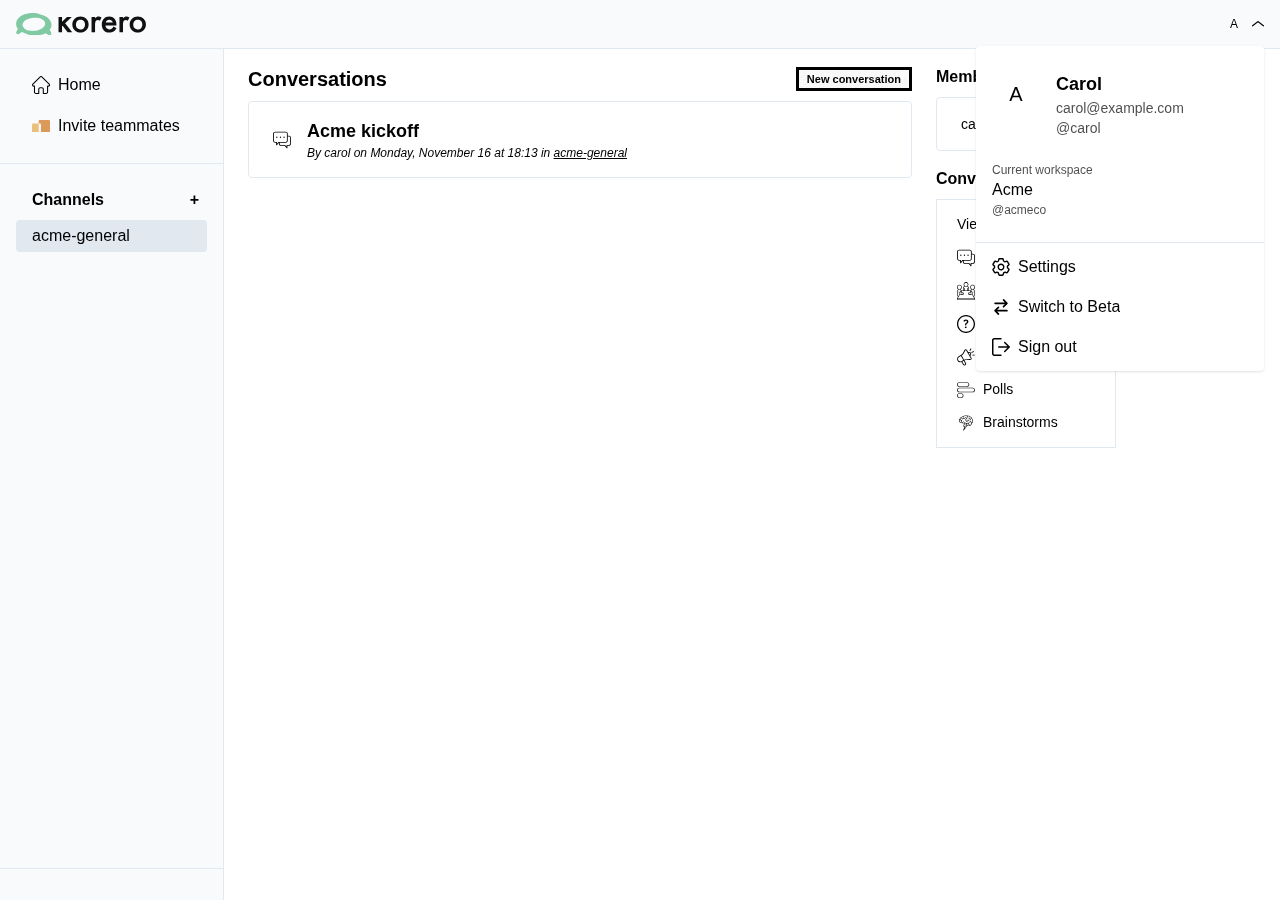 корero
A
Home
Invite teammates
Channels +
acme-general
Conversations
New conversation
Acme kickoff
By carol on Monday, November 16 at 18:13 in acme-general
Carol
carol@example.com
@carol
A
Current workspace
Acme
@acmeco
Settings
Switch to Beta
Sign out
Polls
Brainstorms